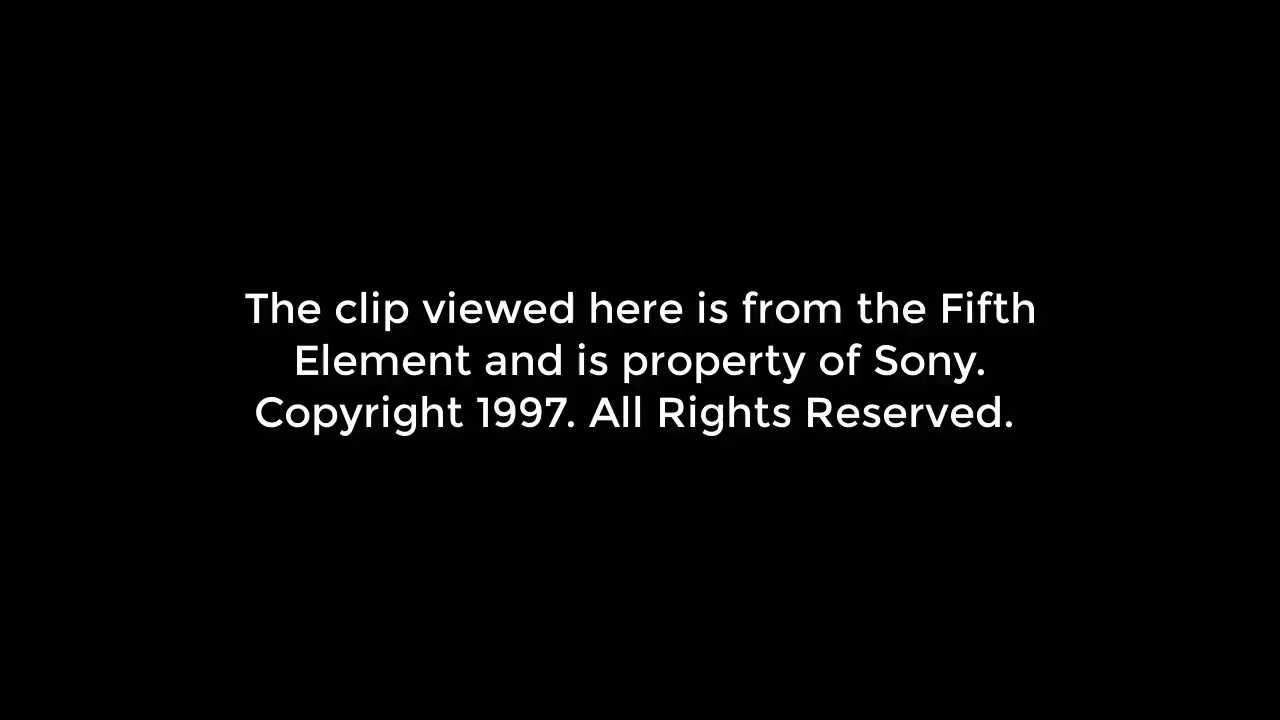 The clip viewed here is from the Fifth
Element and is property of Sony.
Copyright 1997. All Rights Reserved.